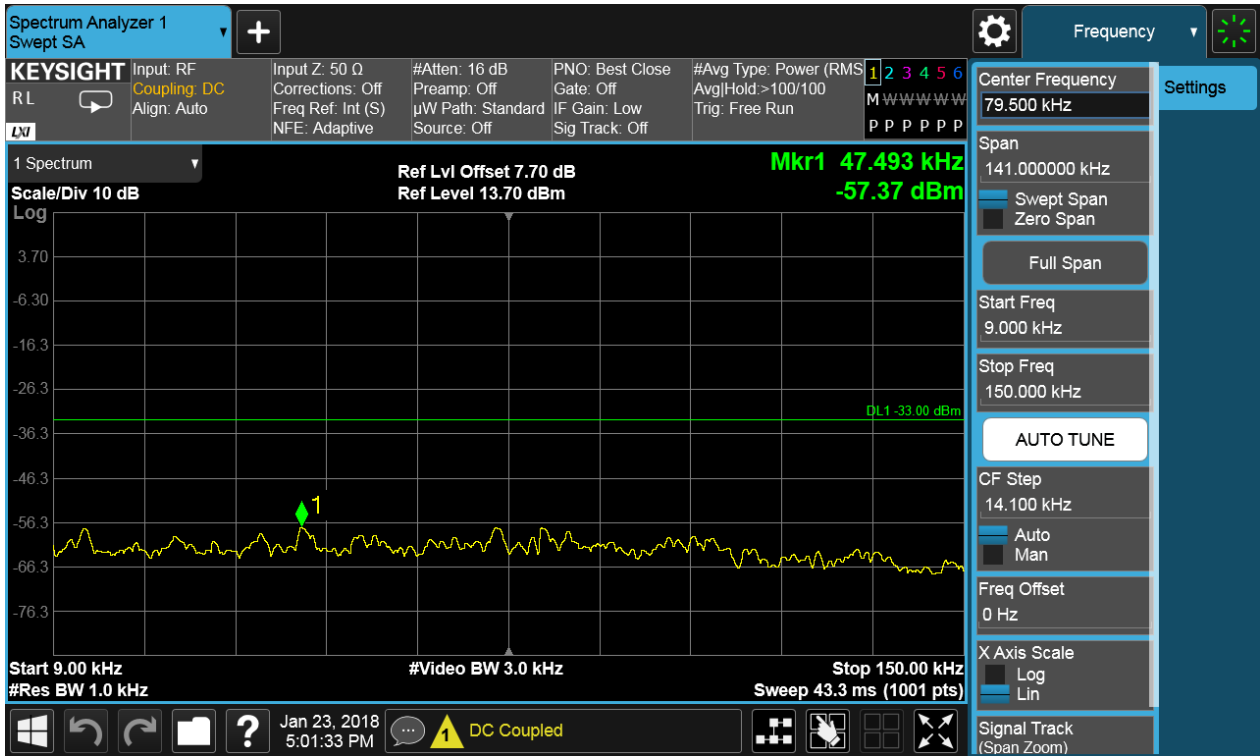 Spectrum Analyzer 1
Swept SA
+
Frequency
KEYSIGHT
RL
LXI
Input: RF
Coupling: DC
Align: Auto
Input Z: 50 Ω
Corrections: Off
Freq Ref: Int (S)
NFE: Adaptive
#Atten: 16 dB
Preamp: Off
µW Path: Standard
Source: Off
PNO: Best Close
Gate: Off
IF Gain: Low
Sig Track: Off
#Avg Type: Power (RMS
Avg|Hold:>100/100
Trig: Free Run
1 2 3 4 5 6
M W W W W W
P P P P P P
Center Frequency
79.500 kHz
Settings
Span
141.000000 kHz
Swept Span
Zero Span
Full Span
Start Freq
9.000 kHz
Stop Freq
150.000 kHz
AUTO TUNE
CF Step
14.100 kHz
Auto
Man
Freq Offset
0 Hz
X Axis Scale
Log
Lin
Signal Track
(Span Zoom)
1 Spectrum
Scale/Div 10 dB
Log
Ref Lvl Offset 7.70 dB
Ref Level 13.70 dBm
Mkr1 47.493 kHz
-57.37 dBm
3.70
-6.30
-16.3
-26.3
DL1 -33.00 dBm
-36.3
-46.3
1
-56.3
-66.3
-76.3
Start 9.00 kHz
#Video BW 3.0 kHz
Stop 150.00 kHz
#Res BW 1.0 kHz
Sweep 43.3 ms (1001 pts)
?
Jan 23, 2018
5:01:33 PM
1
DC Coupled